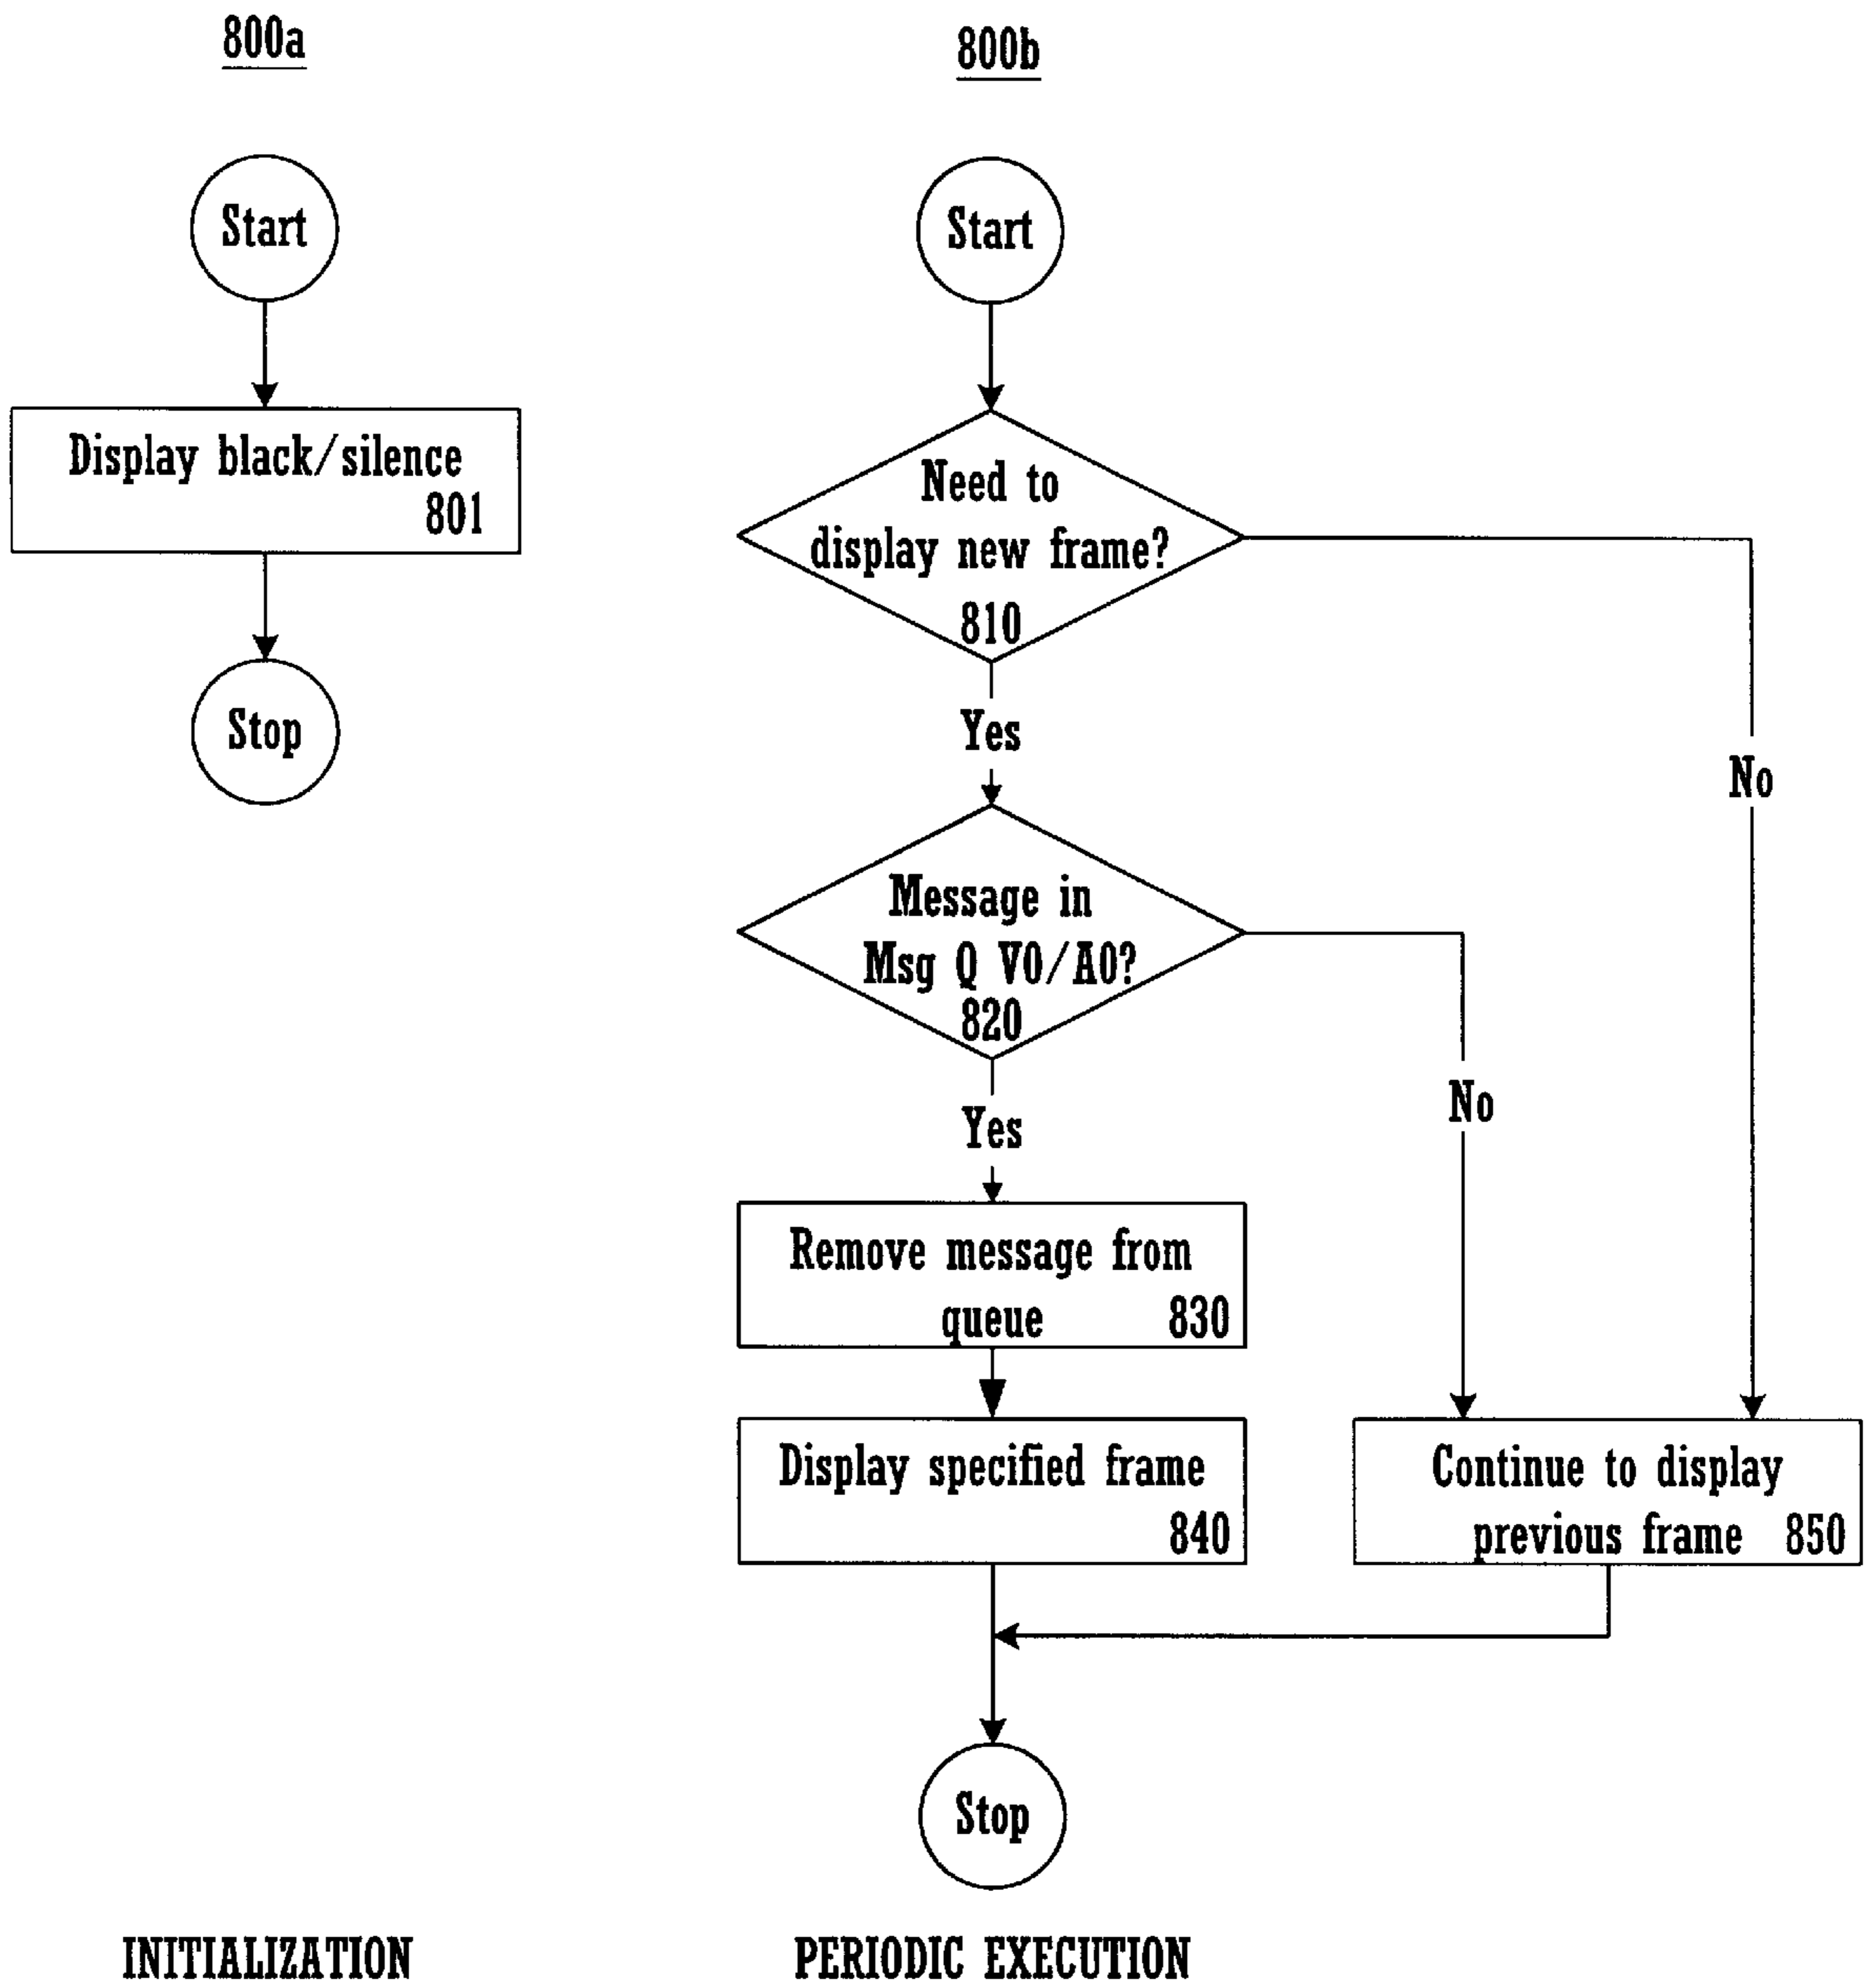 800a
Start
Display black/silence
801
Stop
INITIALIZATION
800b
Start
Need to
display new frame?
810
Yes
No
Message in
Msg Q V0/A0?
820
Yes
No
Remove message from
queue 830
Display specified frame
840
Continue to display
previous frame 850
Stop
PERIODIC EXECUTION